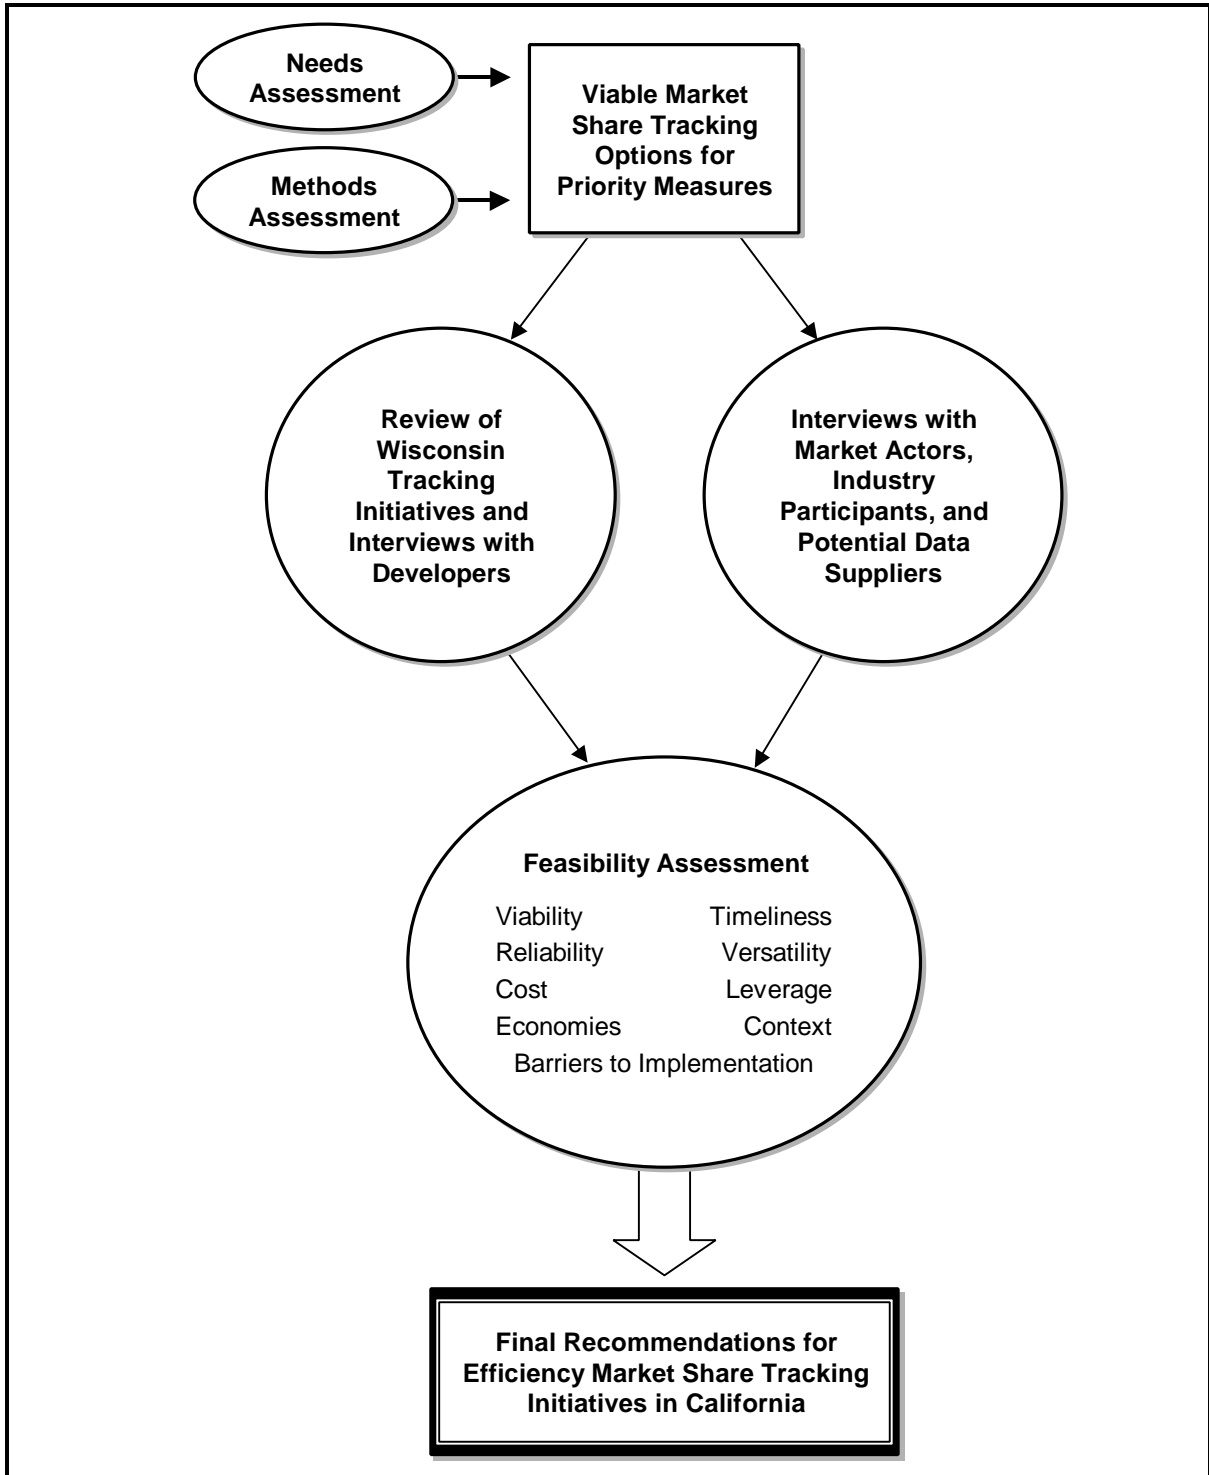 Needs
Assessment
Methods
Assessment
Viable Market
Share Tracking
Options for
Priority Measures
Review of
Wisconsin
Tracking
Initiatives and
Interviews with
Developers
Interviews with
Market Actors,
Industry
Participants, and
Potential Data
Suppliers
Feasibility Assessment
Viability Timeliness
Reliability Versatility
Cost Leverage
Economies Context
Barriers to Implementation
Final Recommendations for
Efficiency Market Share Tracking
Initiatives in California